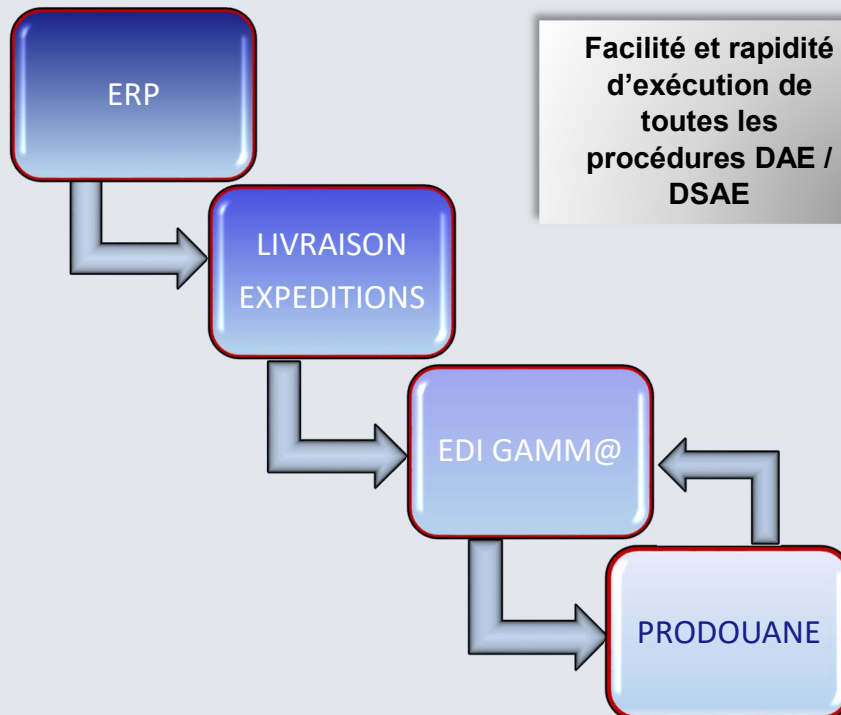 ERP
Facilité et rapidité
d’exécution de
toutes les
procédures DAE /
DSAE
LIVRAISON
EXPEDITIONS
EDI GAMM@
PRODOUANE